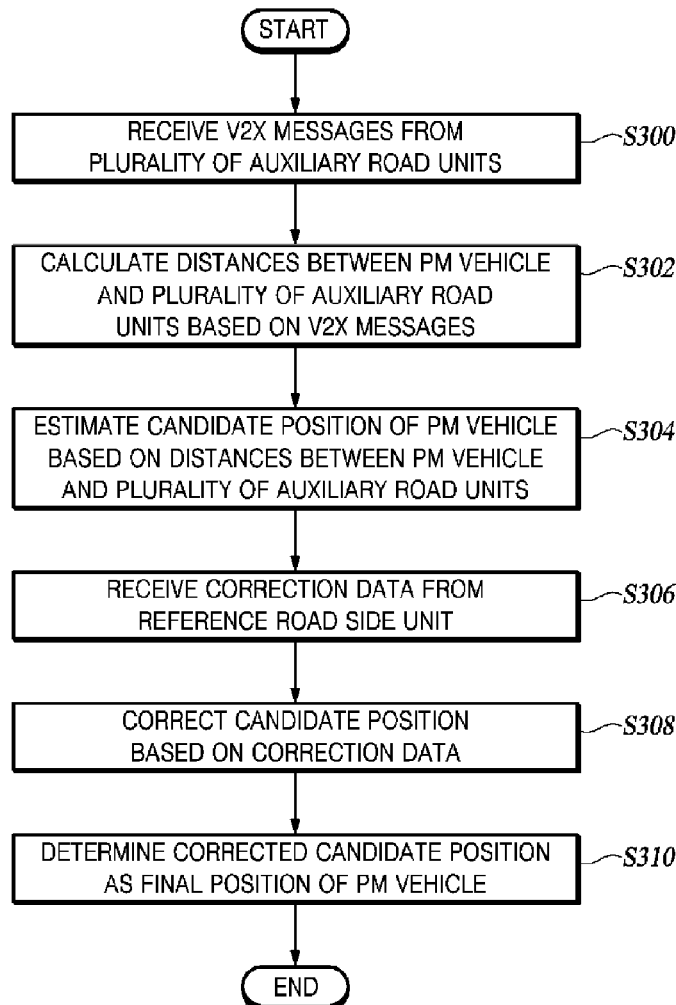 START
RECEIVE V2X MESSAGES FROM
PLURALITY OF AUXILIARY ROAD UNITS
S300
CALCULATE DISTANCES BETWEEN PM VEHICLE
AND PLURALITY OF AUXILIARY ROAD
UNITS BASED ON V2X MESSAGES
S302
ESTIMATE CANDIDATE POSITION OF PM VEHICLE
BASED ON DISTANCES BETWEEN PM VEHICLE
AND PLURALITY OF AUXILIARY ROAD UNITS
S304
RECEIVE CORRECTION DATA FROM
REFERENCE ROAD SIDE UNIT
S306
CORRECT CANDIDATE POSITION
BASED ON CORRECTION DATA
S308
DETERMINE CORRECTED CANDIDATE POSITION
AS FINAL POSITION OF PM VEHICLE
S310
END